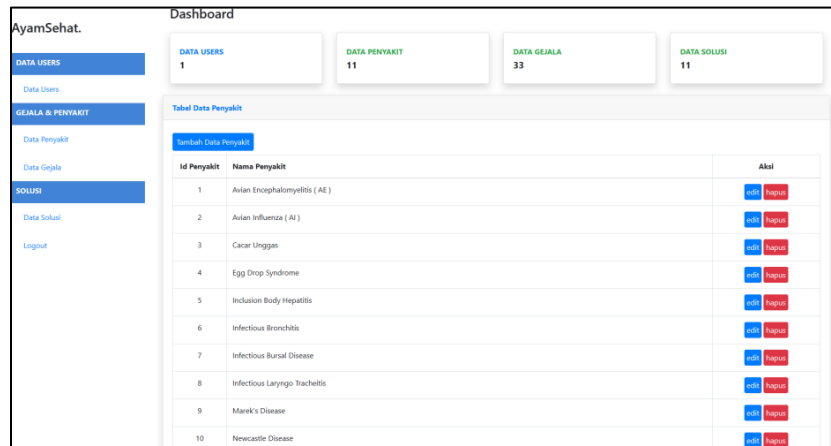 AyamSehat.
DATA USERS
Data Users
GEJALA & PENYAKIT
Data Penyakit
Data Gejala
SOLUSI
Data Solusi
Logout
Dashboard
DATA USERS
1
DATA PENYAKIT
11
DATA GEJALA
33
DATA SOLUSI
11
Tabel Data Penyakit
Tambah Data Penyakit
Id Penyakit Nama Penyakit Aksi
1 Avian Encephalomyelitis ( AE ) edit hapus
2 Avian Influenza ( AI ) edit hapus
3 Cacar Unggas edit hapus
4 Egg Drop Syndrome edit hapus
5 Inclusion Body Hepatitis edit hapus
6 Infectious Bronchitis edit hapus
7 Infectious Bursal Disease edit hapus
8 Infectious Laryngo Tracheitis edit hapus
9 Marek's Disease edit hapus
10 Newcastle Disease edit hapus